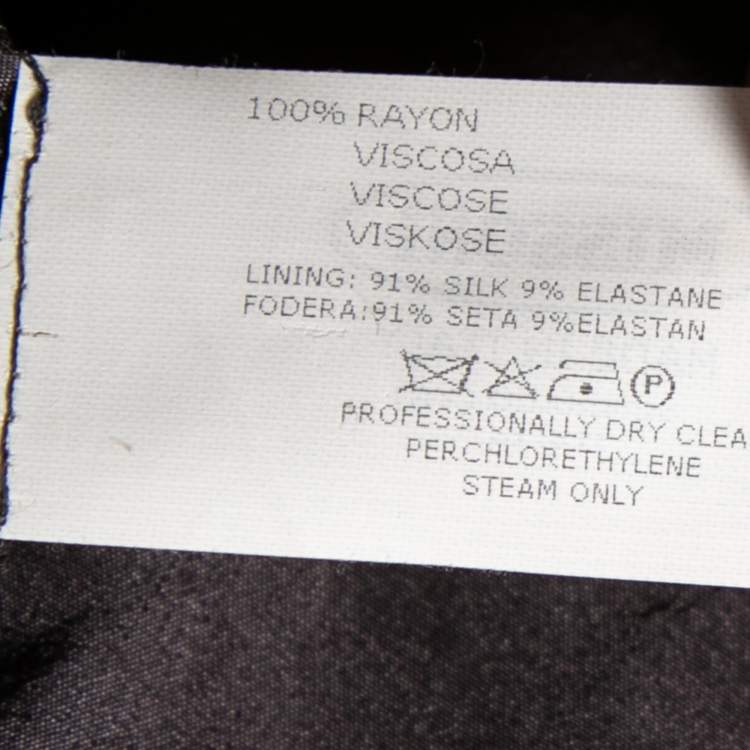 100% RAYON
VISCOSA
VISCOSE
VISKOSE
LINING: 91% SILK 9% ELASTANE
FODERA:91% SETA 9%ELASTAN
P
PROFESSIONALLY DRY CLEA
PERCHLORETHYLENE
STEAM ONLY